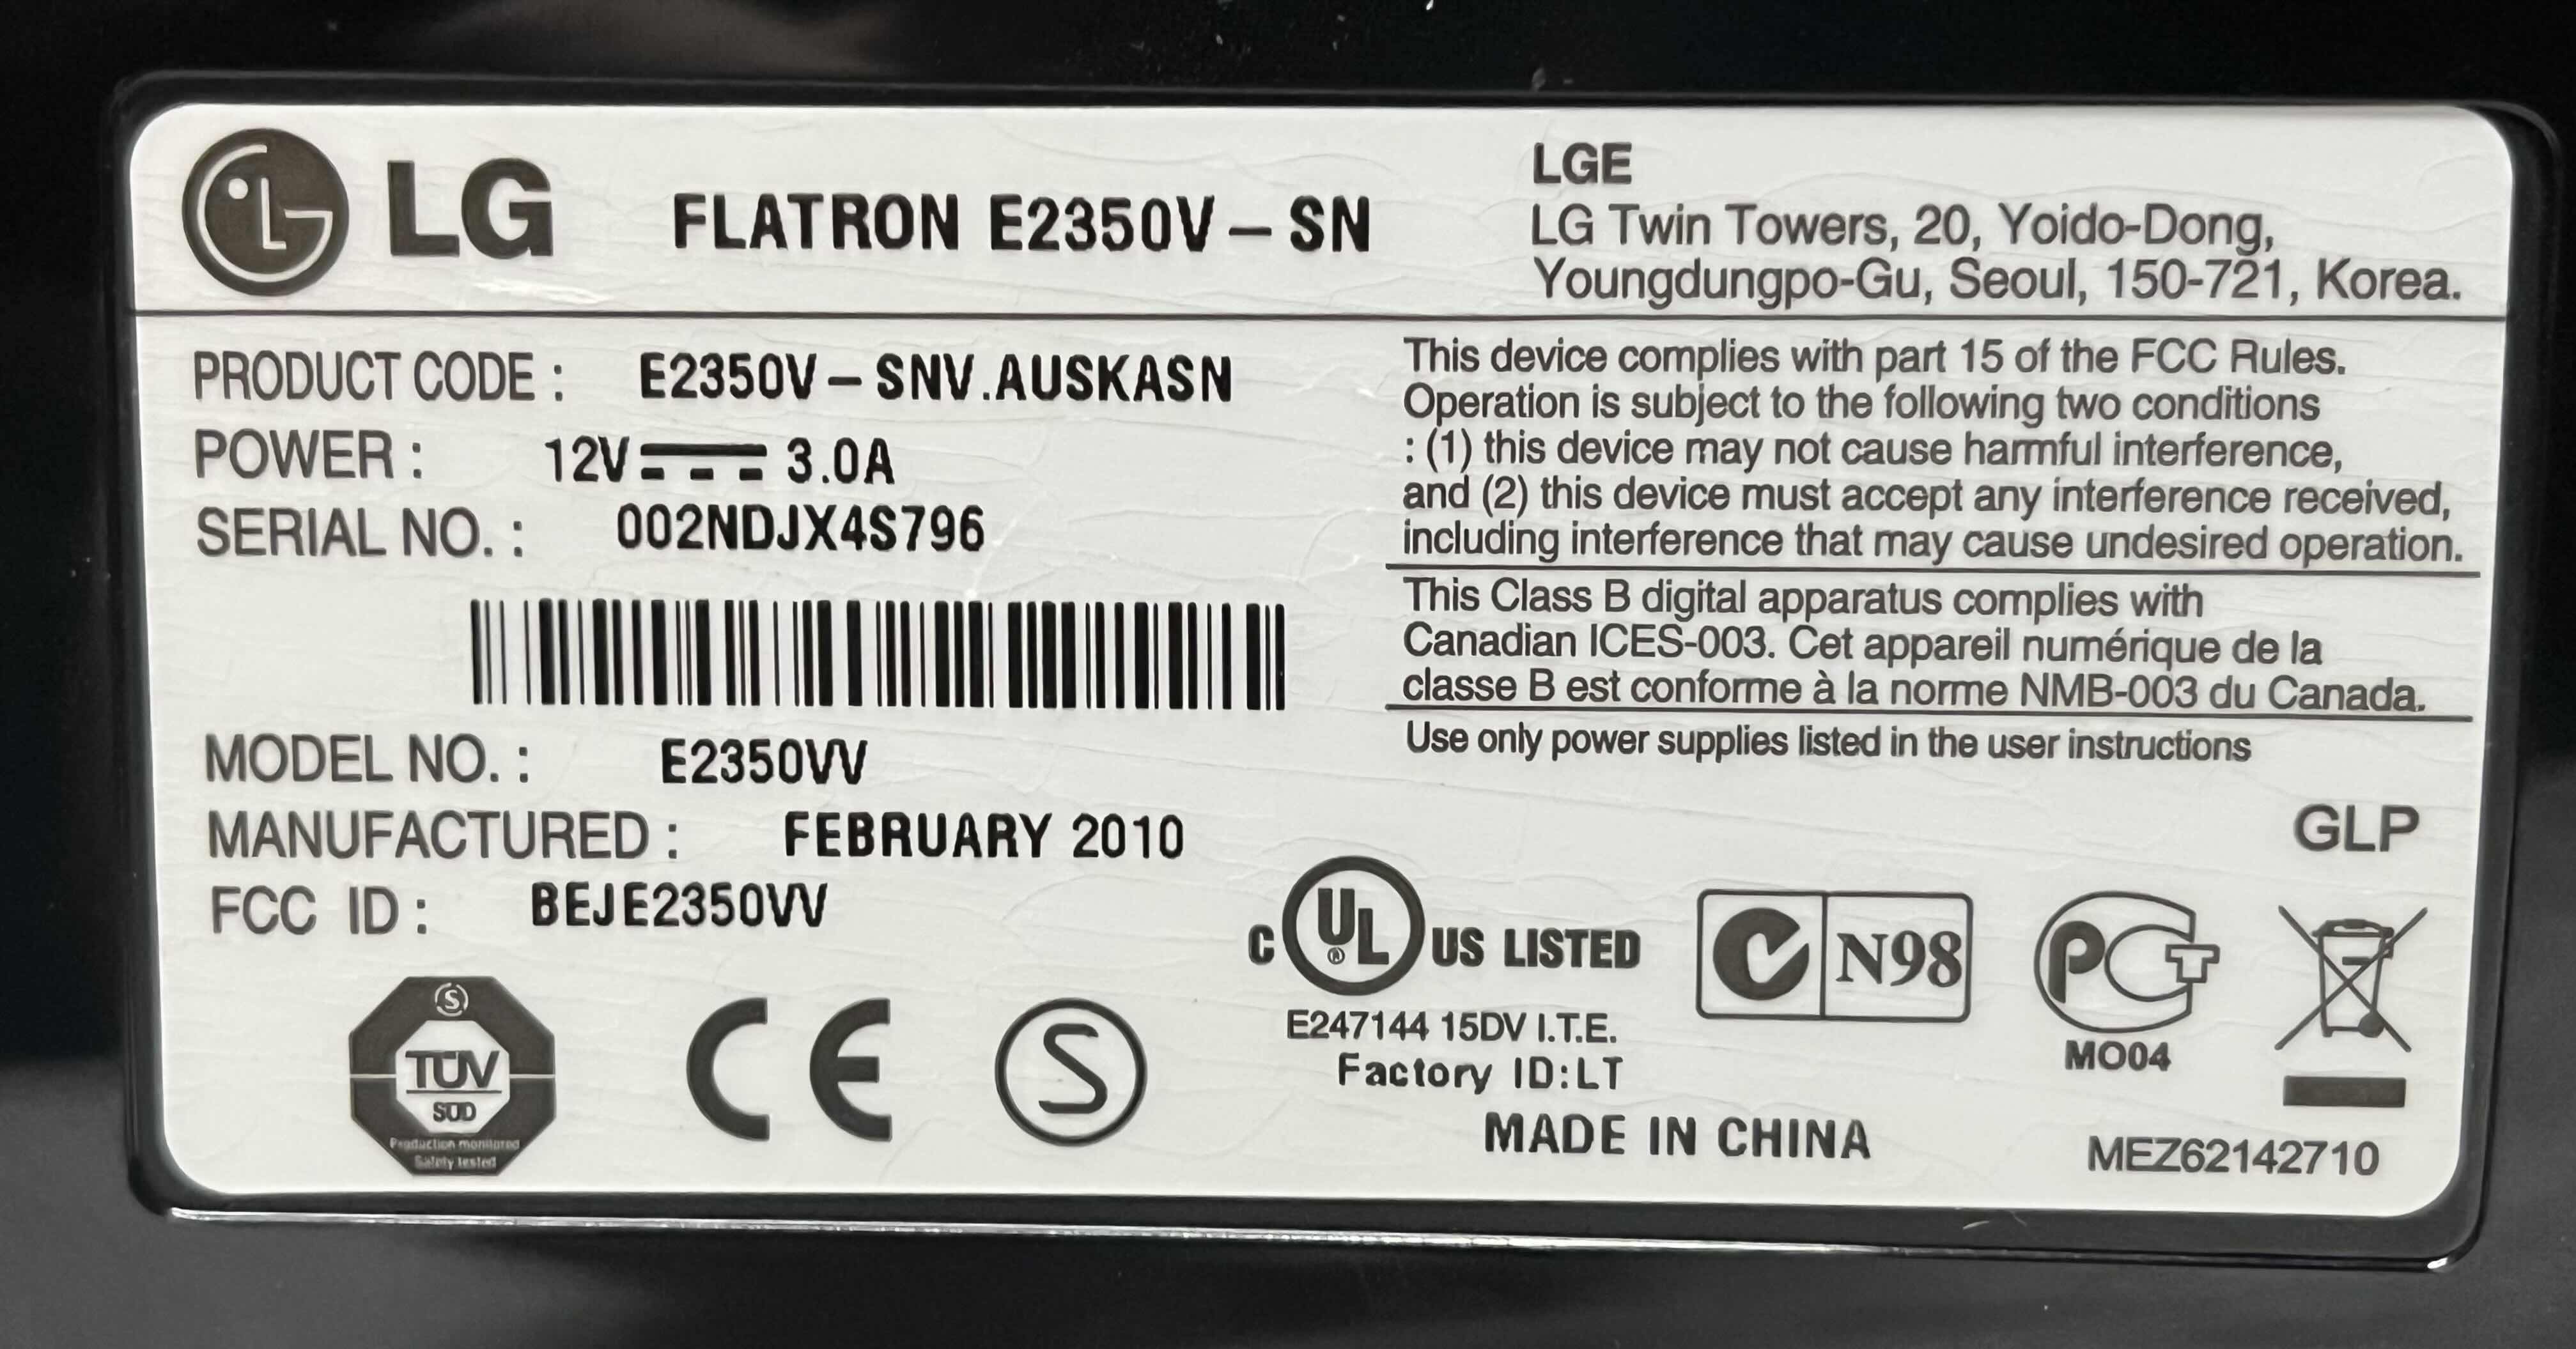 LG
FLATRON E2350V-SN
LGE
LG Twin Towers, 20, Yoido-Dong,
Youngdungpo-Gu, Seoul, 150-721, Korea.
PRODUCT CODE : E2350V-SNV.AUSKASN
POWER : 12V 3.0A
SERIAL NO. : 002NDJX4S796
MODEL NO. : E2350VV
MANUFACTURED : FEBRUARY 2010
FCC ID : BEJE2350VV
This device complies with part 15 of the FCC Rules.
Operation is subject to the following two conditions
: (1) this device may not cause harmful interference,
and (2) this device must accept any interference received,
including interference that may cause undesired operation.
This Class B digital apparatus complies with
Canadian ICES-003. Cet appareil numérique de la
classe B est conforme à la norme NMB-003 du Canada.
Use only power supplies listed in the user instructions
GLP
C UL ® US LISTED
E247144 15DV I.T.E.
Factory ID:LT
N98
PCT
MO04
S
TÜV
SÜD
Production monitored
Safety tested
CE
S
MADE IN CHINA
MEZ62142710